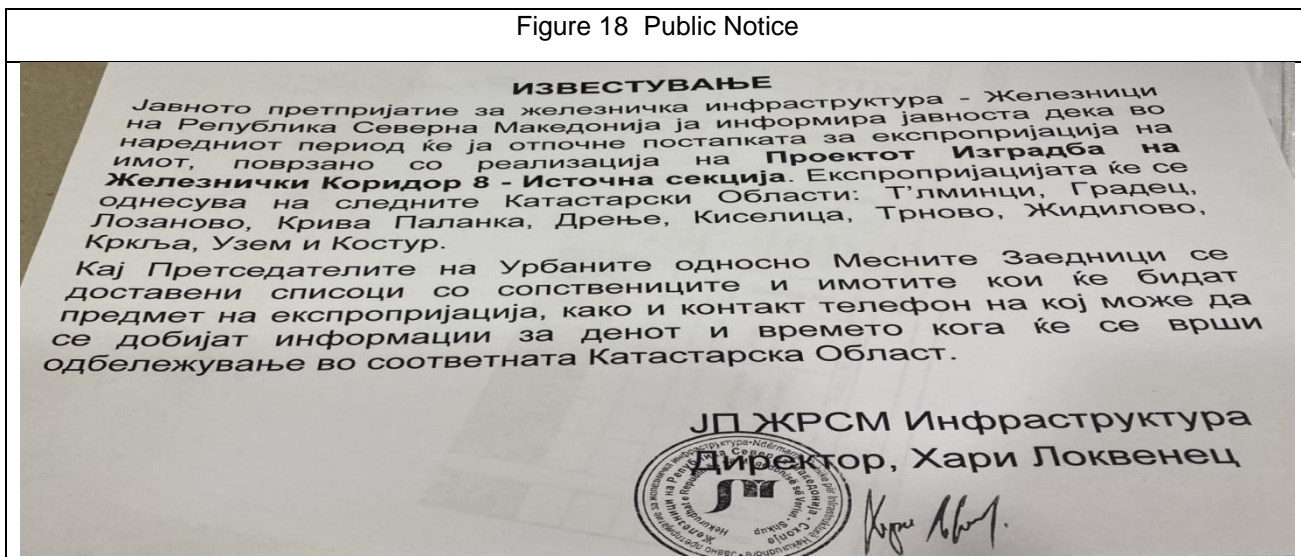 Figure 18 Public Notice
ИЗВЕСТУВАЊЕ
Јавното претпријатие за железничка инфраструктура - Железници
на Република Северна Македонија ја информира јавноста дека во
наредниот период ќе ја отпочне постапката за експропријација на
имот, поврзано со реализација на Проектот Изградба на
Железнички Коридор 8 - Источна секција. Експропријацијата ќе се
однесува на следните Катастарски Области: Т'лминци, Градец,
Лозаново, Крива Паланка, Дрење, Киселица, Трново, Жидилово,
Кркља, Узем и Костур.
Кај Претседателите на Урбаните односно Месните Заедници се
доставени списоци со сопствениците и имотите кои ќе бидат
предмет на експропријација, како и контакт телефон на кој може да
се добијат информации за денот и времето кога ќе се врши
одбележување во соответната Катастарска Област.
ЈП ЖРСМ Инфраструктура
Директор, Хари Локвенец